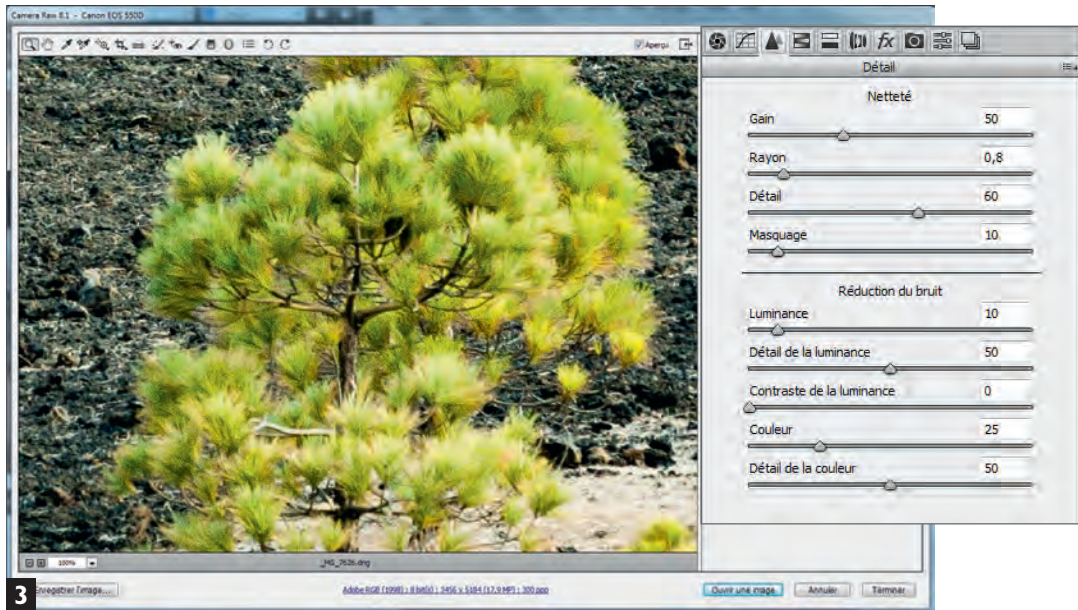 Camera Raw 8.1 - Canon EOS 550D
Aperçu
Détail
Netteté
Gain 50
Rayon 0,8
Détail 60
Masquage 10
Réduction du bruit
Luminance 10
Détail de la luminance 50
Contraste de la luminance 0
Couleur 25
Détail de la couleur 50
100% _MG_7626.dng
3 Enregistrer l'image... Adobe RGB (1998) ; 8 bit(s) ; 3456 x 5184 (17,9 MP) ; 300 ppp Ouvrir une image Annuler Terminer